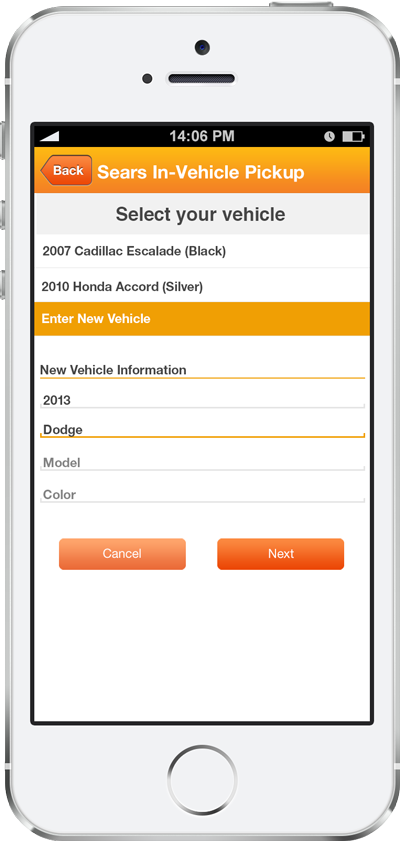 14:06 PM
Back
Sears In-Vehicle Pickup
Select your vehicle
2007 Cadillac Escalade (Black)
2010 Honda Accord (Silver)
Enter New Vehicle
New Vehicle Information
2013
Dodge
Model
Color
Cancel
Next